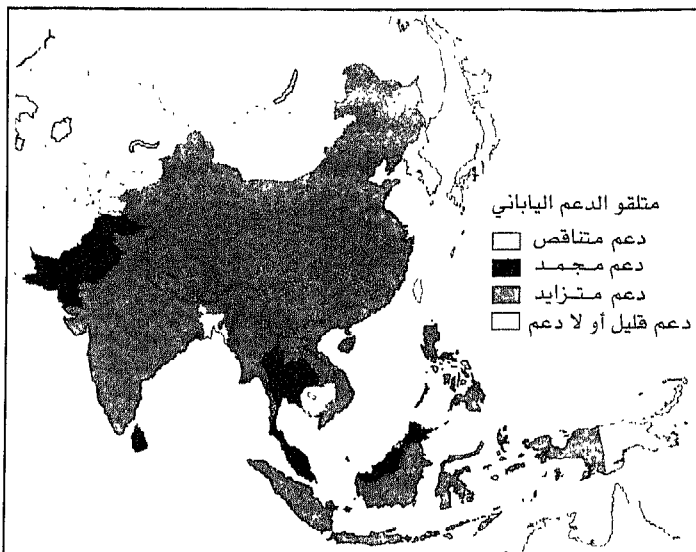 متلقو الدعم الياباني
دعم متناقص
دعم مجمد
دعم متزايد
دعم قليل أو لا دعم